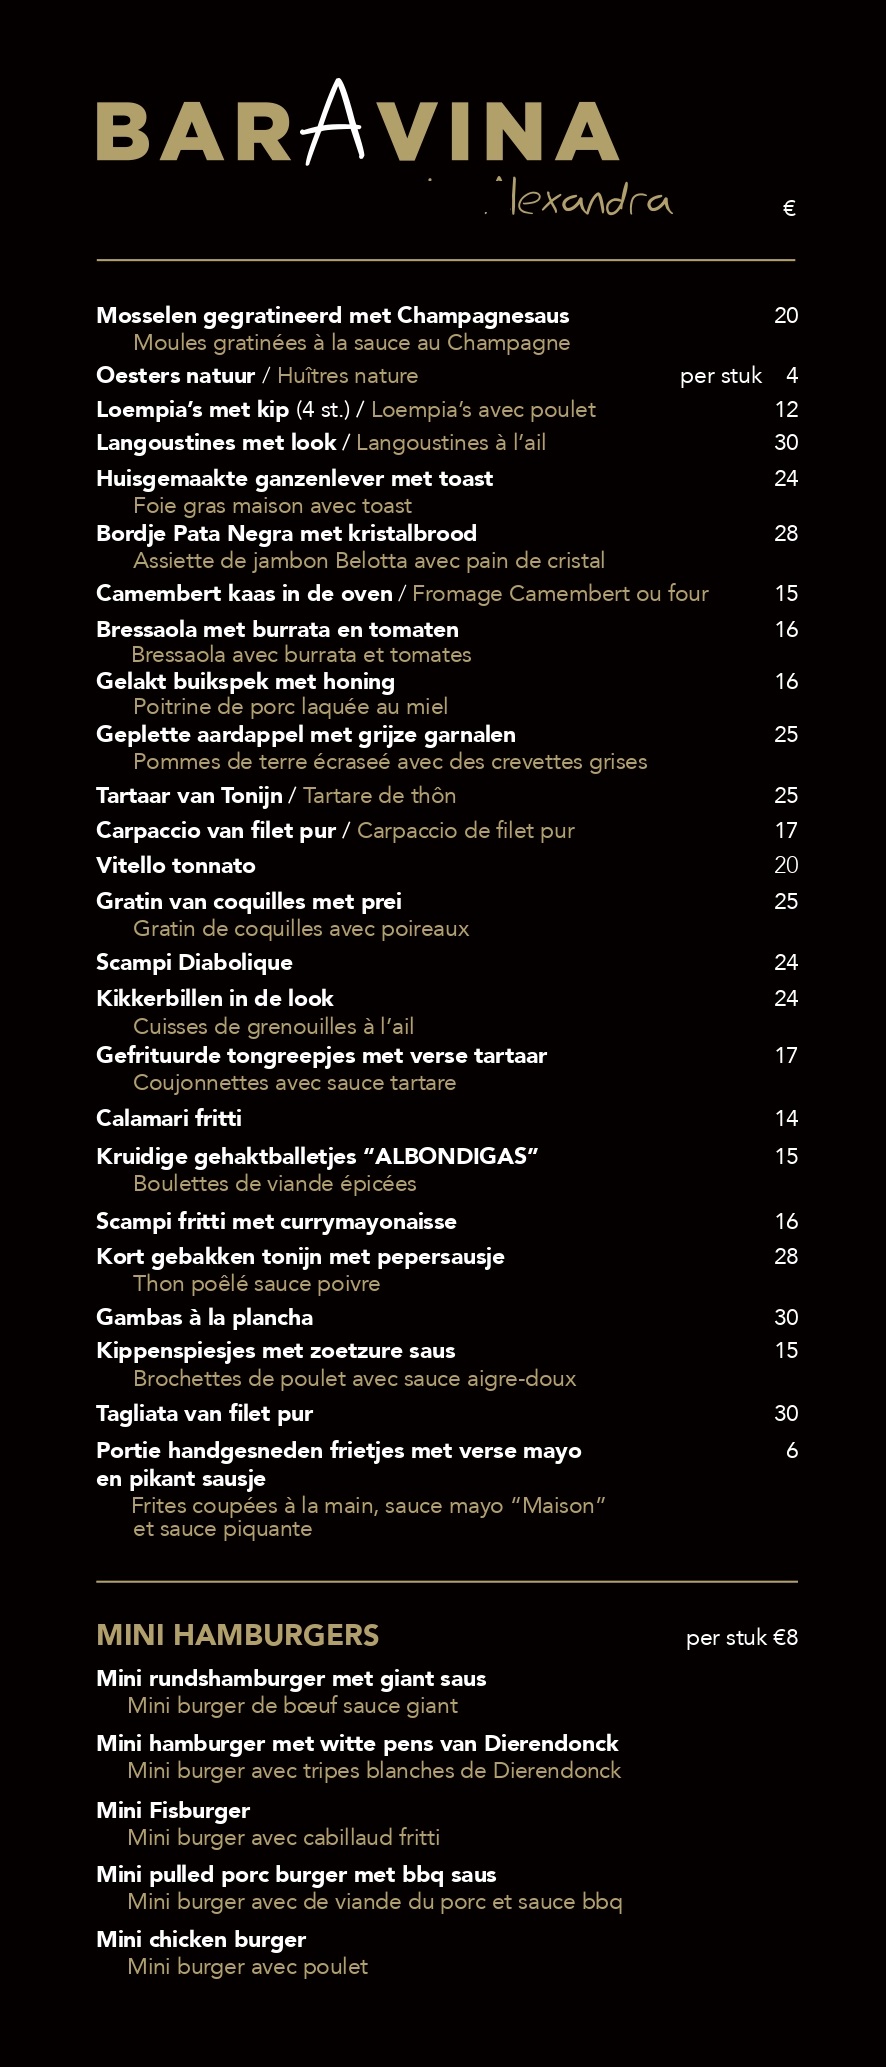 BARAVINA
Alexandra
€
Mosselen gegratineerd met Champagnesaus 20
Moules gratinées à la sauce au Champagne
Oesters natuur / Huîtres nature per stuk 4
Loempia’s met kip (4 st.) / Loempia’s avec poulet 12
Langoustines met look / Langoustines à l’ail 30
Huisgemaakte ganzenlever met toast 24
Foie gras maison avec toast
Bordje Pata Negra met kristalbrood 28
Assiette de jambon Belotta avec pain de cristal
Camembert kaas in de oven / Fromage Camembert ou four 15
Bressaola met burrata en tomaten 16
Bressaola avec burrata et tomates
Gelakt buikspek met honing 16
Poitrine de porc laquée au miel
Geplette aardappel met grijze garnalen 25
Pommes de terre écraseé avec des crevettes grises
Tartaar van Tonijn / Tartare de thôn 25
Carpaccio van filet pur / Carpaccio de filet pur 17
Vitello tonnato 20
Gratin van coquilles met prei 25
Gratin de coquilles avec poireaux
Scampi Diabolique 24
Kikkerbillen in de look 24
Cuisses de grenouilles à l’ail
Gefrituurde tongreepjes met verse tartaar 17
Coujonnettes avec sauce tartare
Calamari fritti 14
Kruidige gehaktballetjes “ALBONDIGAS” 15
Boulettes de viande épicées
Scampi fritti met currymayonaisse 16
Kort gebakken tonijn met pepersausje 28
Thon poêlé sauce poivre
Gambas à la plancha 30
Kippenspiesjes met zoetzure saus 15
Brochettes de poulet avec sauce aigre-doux
Tagliata van filet pur 30
Portie handgesneden frietjes met verse mayo 6
en pikant sausje
Frites coupées à la main, sauce mayo “Maison”
et sauce piquante
MINI HAMBURGERS per stuk €8
Mini rundshamburger met giant saus
Mini burger de bœuf sauce giant
Mini hamburger met witte pens van Dierendonck
Mini burger avec tripes blanches de Dierendonck
Mini Fisburger
Mini burger avec cabillaud fritti
Mini pulled porc burger met bbq saus
Mini burger avec de viande du porc et sauce bbq
Mini chicken burger
Mini burger avec poulet